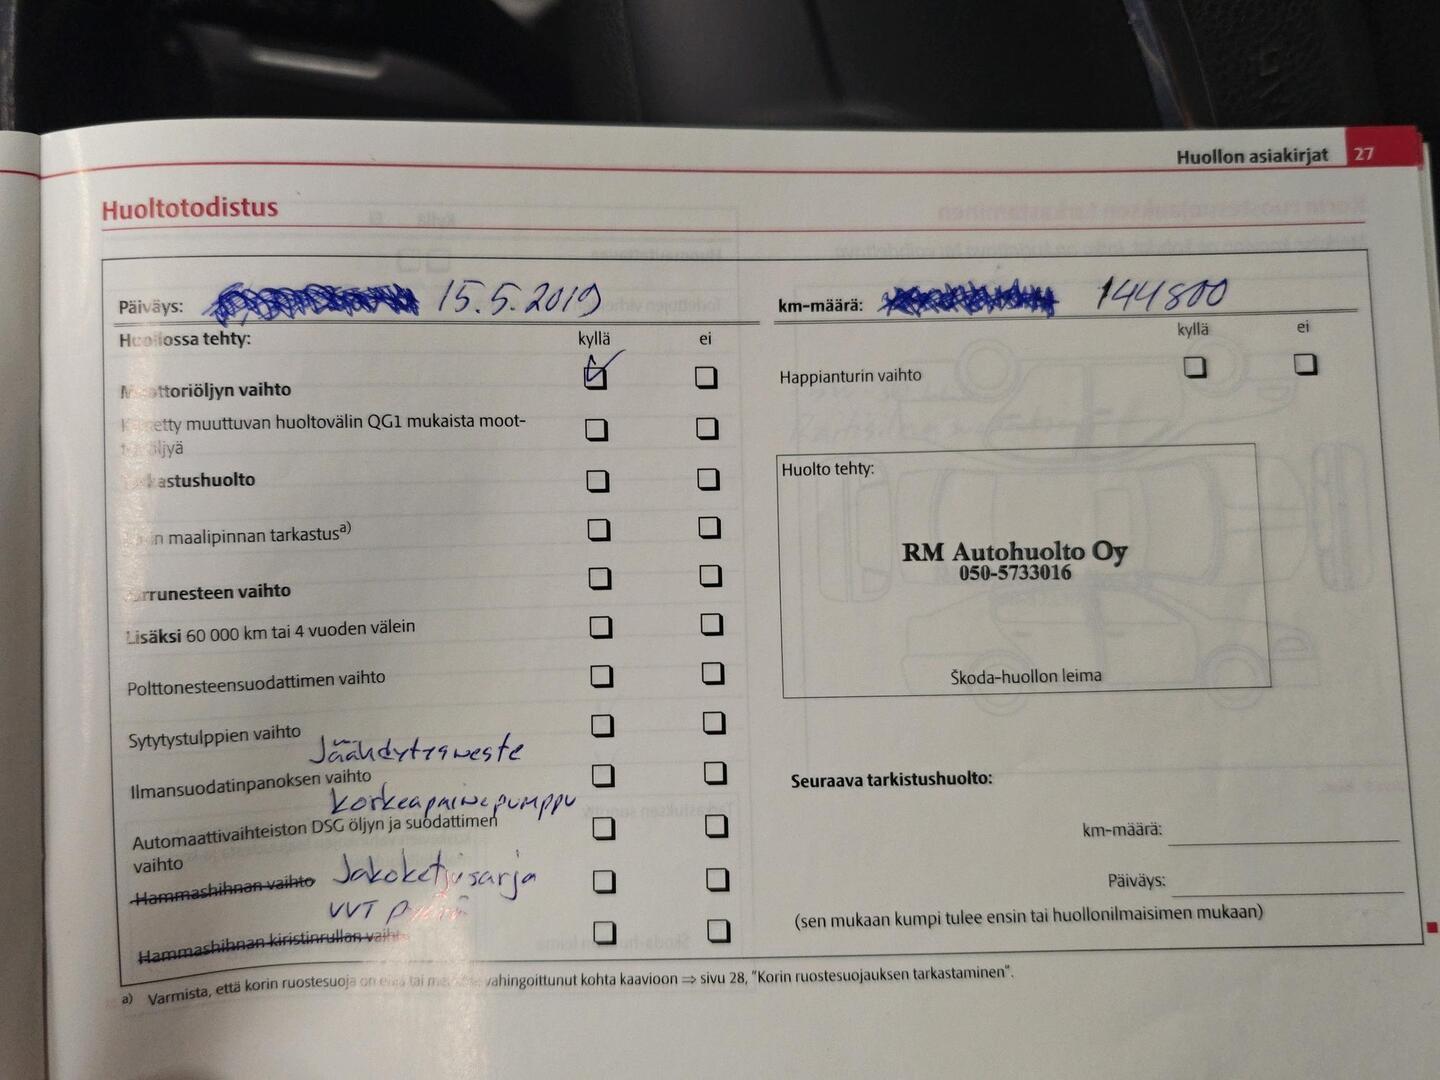 Huollon asiakirjat 27
Huoltotodistus
Päiväys: 15.5.2019
km-määrä: 144800
Huollossa tehty: kyllä ei
kyllä ei
Moottoriöljyn vaihto
Happianturin vaihto
Käytetty muuttuvan huoltovälin QG1 mukaista moot-
toriöljyä
Tarkastushuolto
Korin maalipinnan tarkastus a)
Jarrunesteen vaihto
Lisäksi 60 000 km tai 4 vuoden välein
Polttonesteensuodattimen vaihto
Sytytystulppien vaihto
Jäähdytysneste
Ilmansuodatinpanoksen vaihto
korkeapainepumppu
Automaattivaihteiston DSG öljyn ja suodattimen
vaihto
Hammashihnan vaihto Jakoketjusarja
VVT pyörä
Hammashihnan kiristinrullan vaihto
Huolto tehty:
RM Autohuolto Oy
050-5733016
Škoda-huollon leima
Seuraava tarkistushuolto:
km-määrä:
Päiväys:
(sen mukaan kumpi tulee ensin tai huollonilmaisimen mukaan)
a) Varmista, että korin ruostesuoja on ehjä tai merkitse vahingoittunut kohta kaavioon ⇒ sivu 28, "Korin ruostesuojauksen tarkastaminen".